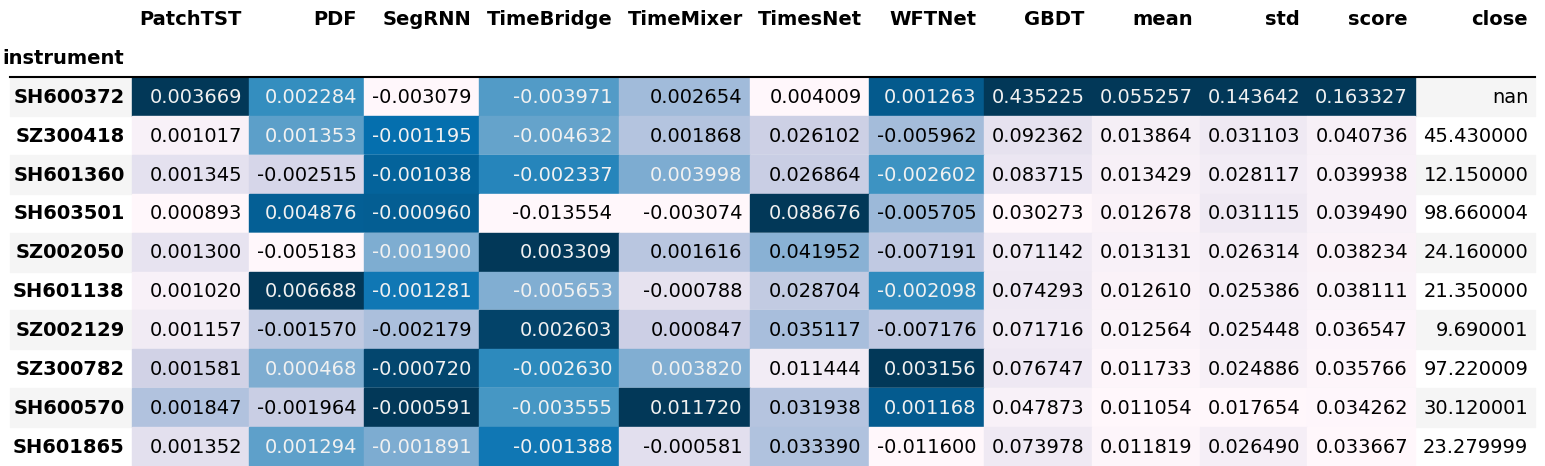 PatchTST PDF SegRNN TimeBridge TimeMixer TimesNet WFTNet GBDT mean std score close
instrument
SH600372 0.003669 0.002284 -0.003079 -0.003971 0.002654 0.004009 0.001263 0.435225 0.055257 0.143642 0.163327 nan
SZ300418 0.001017 0.001353 -0.001195 -0.004632 0.001868 0.026102 -0.005962 0.092362 0.013864 0.031103 0.040736 45.430000
SH601360 0.001345 -0.002515 -0.001038 -0.002337 0.003998 0.026864 -0.002602 0.083715 0.013429 0.028117 0.039938 12.150000
SH603501 0.000893 0.004876 -0.000960 -0.013554 -0.003074 0.088676 -0.005705 0.030273 0.012678 0.031115 0.039490 98.660004
SZ002050 0.001300 -0.005183 -0.001900 0.003309 0.001616 0.041952 -0.007191 0.071142 0.013131 0.026314 0.038234 24.160000
SH601138 0.001020 0.006688 -0.001281 -0.005653 -0.000788 0.028704 -0.002098 0.074293 0.012610 0.025386 0.038111 21.350000
SZ002129 0.001157 -0.001570 -0.002179 0.002603 0.000847 0.035117 -0.007176 0.071716 0.012564 0.025448 0.036547 9.690001
SZ300782 0.001581 0.000468 -0.000720 -0.002630 0.003820 0.011444 0.003156 0.076747 0.011733 0.024886 0.035766 97.220009
SH600570 0.001847 -0.001964 -0.000591 -0.003555 0.011720 0.031938 0.001168 0.047873 0.011054 0.017654 0.034262 30.120001
SH601865 0.001352 0.001294 -0.001891 -0.001388 -0.000581 0.033390 -0.011600 0.073978 0.011819 0.026490 0.033667 23.279999